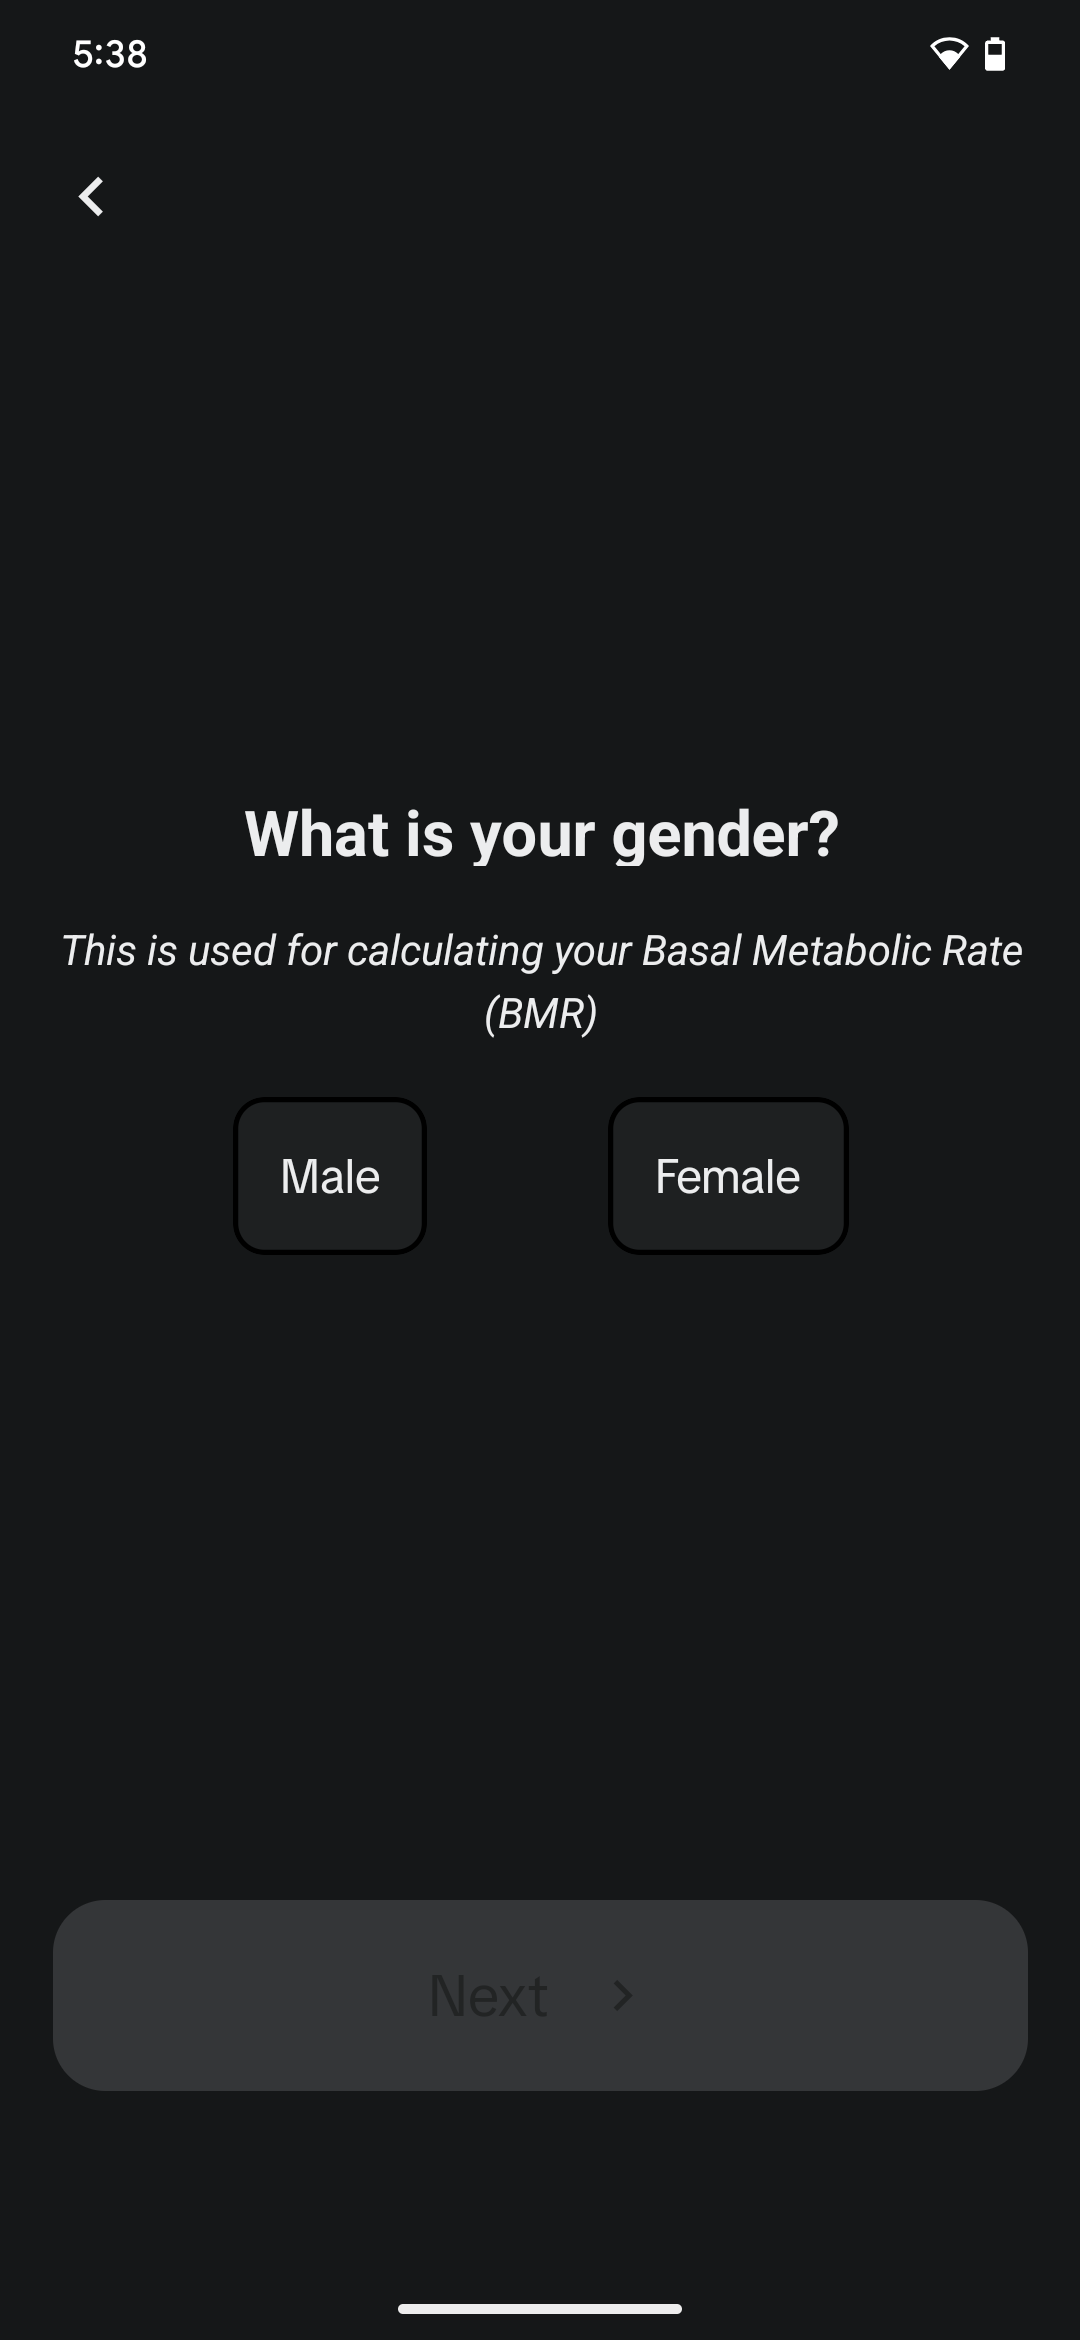 5:38
What is your gender?
This is used for calculating your Basal Metabolic Rate
(BMR)
Male
Female
Next